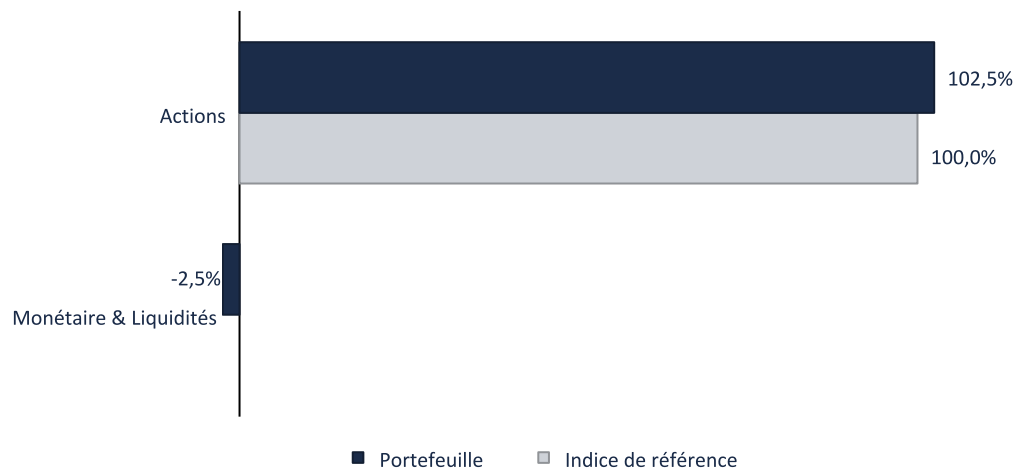 102,5%
Actions
100,0%
-2,5%
Monétaire & Liquidités
Portefeuille Indice de référence